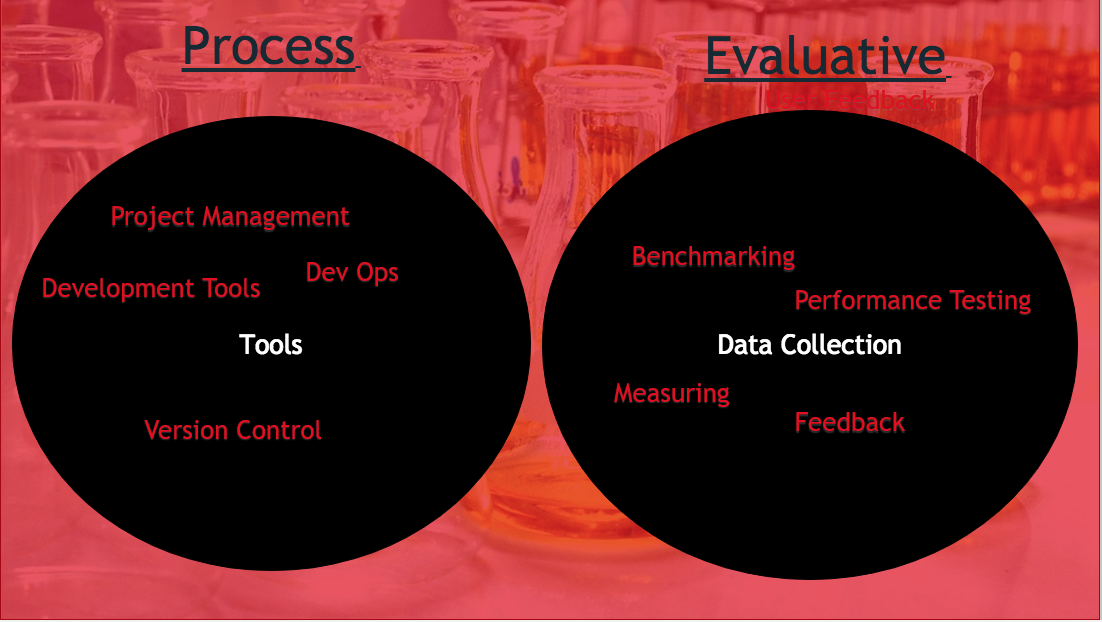 Process
Evaluative
User Feedback
Project Management
Dev Ops
Development Tools
Tools
Version Control
Benchmarking
Performance Testing
Data Collection
Measuring
Feedback